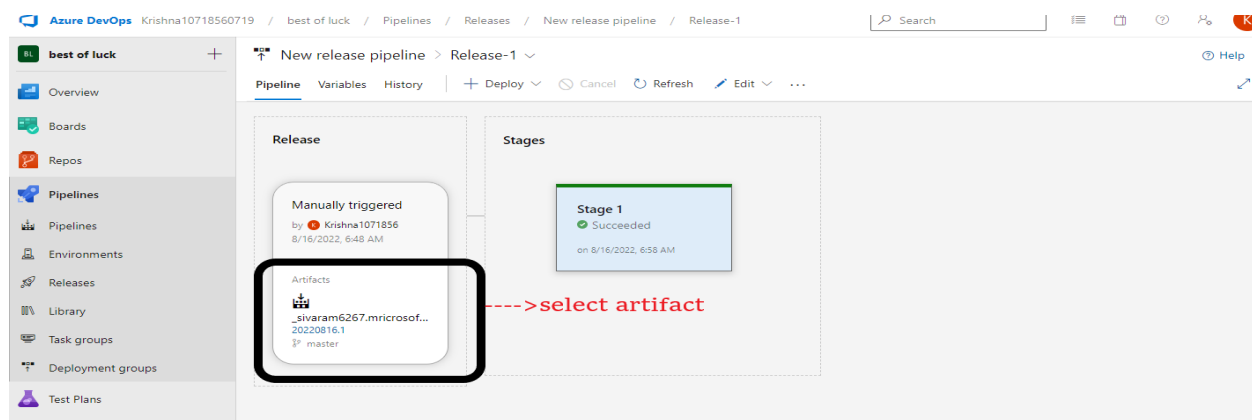 Azure DevOps Krishna10718560719 / best of luck / Pipelines / Releases / New release pipeline / Release-1
Search
K
BL best of luck
New release pipeline > Release-1
Help
Overview
Pipeline Variables History Deploy Cancel Refresh Edit ...
Boards
Release
Stages
Repos
Pipelines
Manually triggered
by K Krishna1071856
8/16/2022, 6:48 AM
Stage 1
Succeeded
on 8/16/2022, 6:58 AM
Pipelines
Environments
Artifacts
_sivaram6267.mricrosof...
20220816.1
master
---->select artifact
Releases
Library
Task groups
Deployment groups
Test Plans